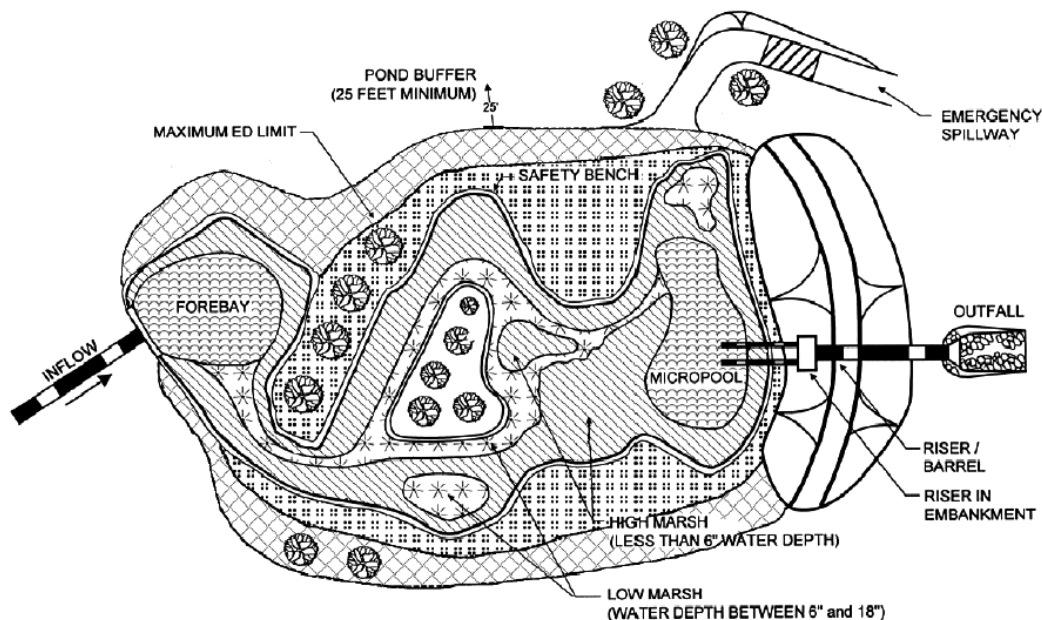 POND BUFFER
(25 FEET MINIMUM)
25'
EMERGENCY
SPILLWAY
MAXIMUM ED LIMIT
SAFETY BENCH
FOREBAY
OUTFALL
INFLOW
MICROPOOL
RISER /
BARREL
RISER IN
EMBANKMENT
HIGH MARSH
(LESS THAN 6" WATER DEPTH)
LOW MARSH
(WATER DEPTH BETWEEN 6" and 18")